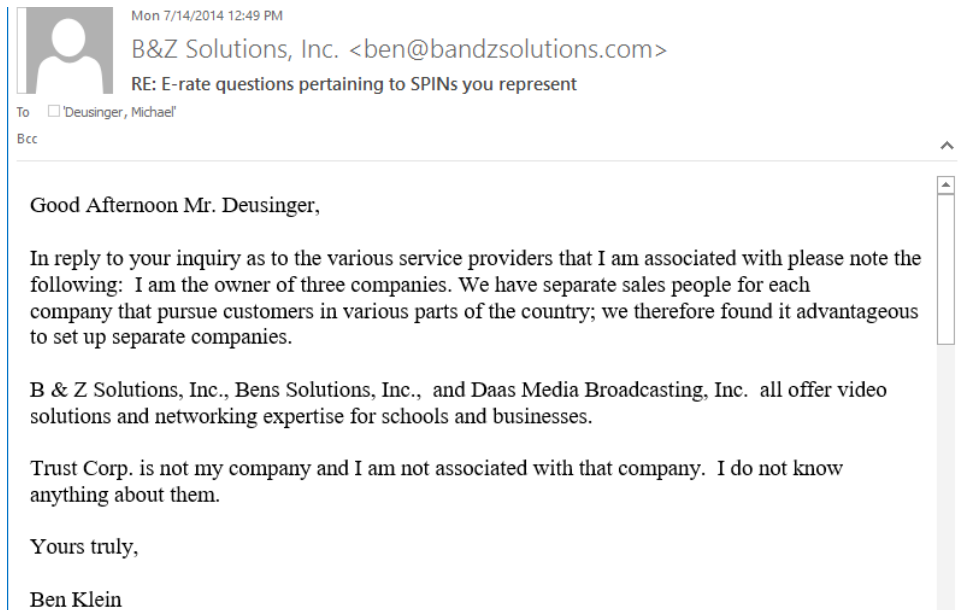 Mon 7/14/2014 12:49 PM
B&Z Solutions, Inc. <ben@bandzsolutions.com>
RE: E-rate questions pertaining to SPINs you represent
To 'Deusinger, Michael'
Bcc
Good Afternoon Mr. Deusinger,
In reply to your inquiry as to the various service providers that I am associated with please note the
following:  I am the owner of three companies. We have separate sales people for each
company that pursue customers in various parts of the country; we therefore found it advantageous
to set up separate companies.
B & Z Solutions, Inc., Bens Solutions, Inc.,  and Daas Media Broadcasting, Inc.  all offer video
solutions and networking expertise for schools and businesses.
Trust Corp. is not my company and I am not associated with that company.  I do not know
anything about them.
Yours truly,
Ben Klein